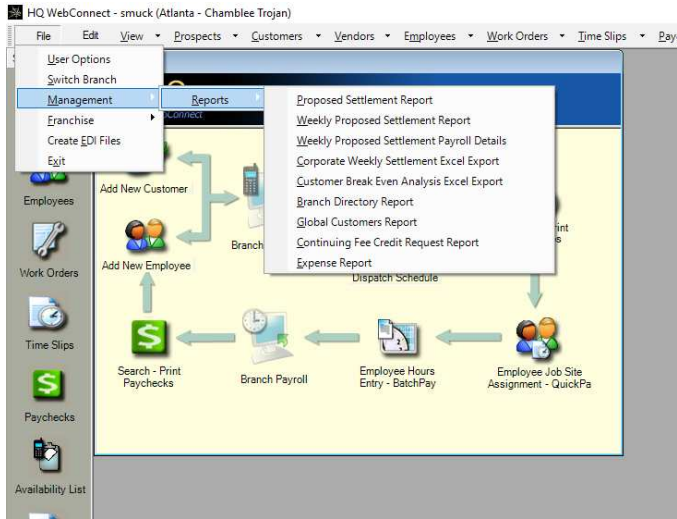 HQ WebConnect - smuck (Atlanta - Chamblee Trojan)
File Edit View Prospects Customers Vendors Employees Work Orders Time Slips Pay
User Options
Switch Branch
Management
Franchise
Create EDI Files
Exit
Reports
Connect
Proposed Settlement Report
Weekly Proposed Settlement Report
Weekly Proposed Settlement Payroll Details
Corporate Weekly Settlement Excel Export
Customer Break Even Analysis Excel Export
Branch Directory Report
Global Customers Report
Continuing Fee Credit Request Report
Expense Report
Employees
Work Orders
Time Slips
Paychecks
Availability List
Add New Customer
Add New Employee
Branch
Dispatch Schedule
Search - Print
Paychecks
Branch Payroll
Employee Hours
Entry - BatchPay
Employee Job Site
Assignment - QuickPa